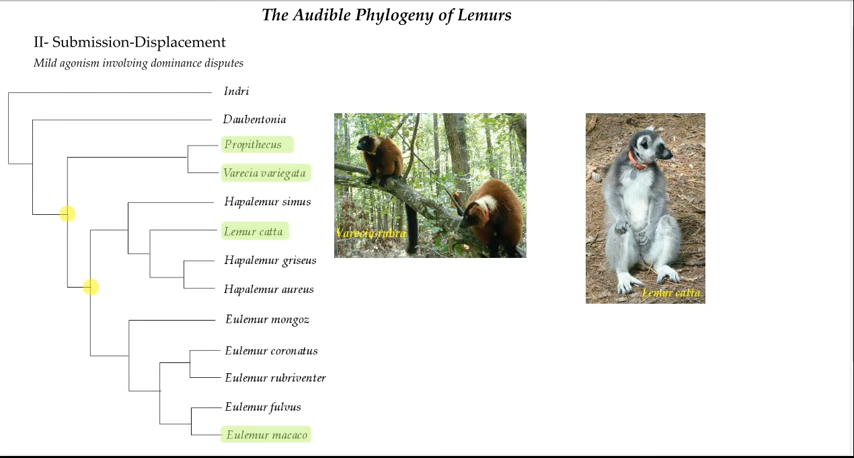 The Audible Phylogeny of Lemurs
II- Submission-Displacement
Mild agonism involving dominance disputes
Indri
Daubentonia
Propithecus
Varecia variegata
Hapalemur simus
Lemur catta
Hapalemur griseus
Hapalemur aureus
Eulemur mongoz
Eulemur coronatus
Eulemur rubriventer
Eulemur fulvus
Eulemur macaco
Varecia rubra
Lemur catta